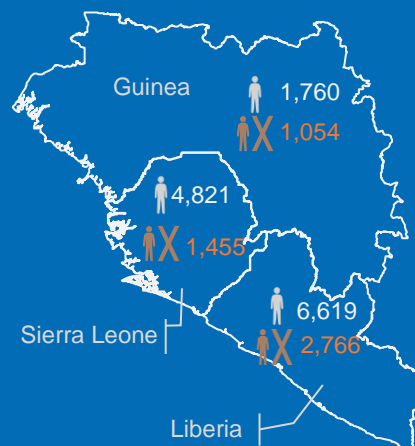 Guinea
1,760
X 1,054
4,821
X 1,455
6,619
X 2,766
Sierra Leone
Liberia